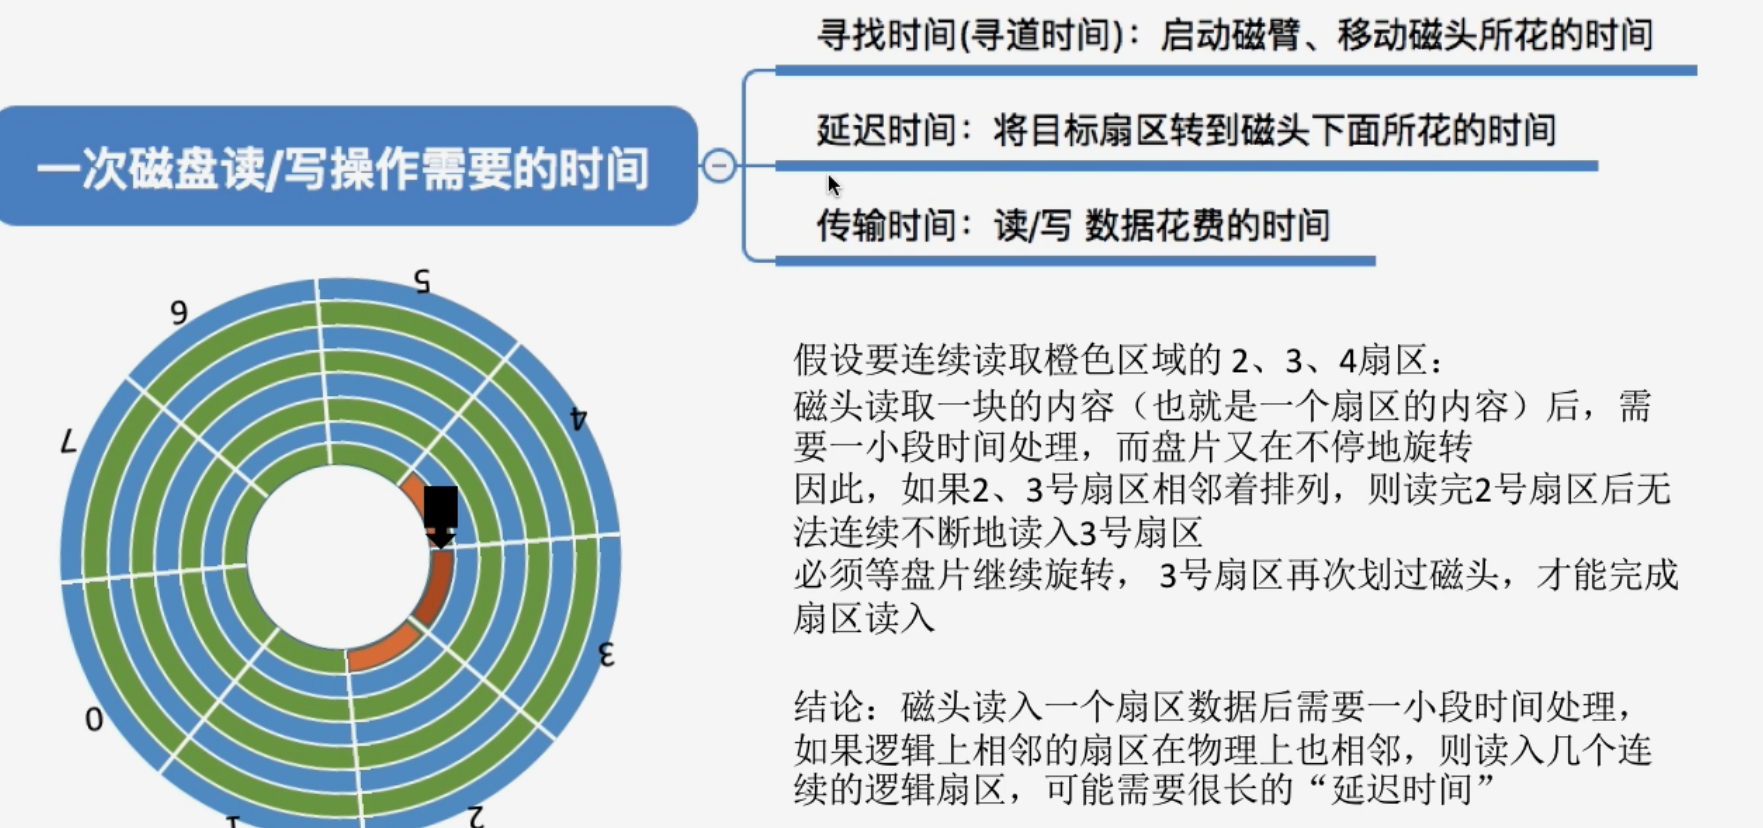 寻找时间(寻道时间)：启动磁臂、移动磁头所花的时间
一次磁盘读/写操作需要的时间
延迟时间：将目标扇区转到磁头下面所花的时间
传输时间：读/写 数据花费的时间
5
6
4
7
3
0
1
2
假设要连续读取橙色区域的 2、3、4扇区：
磁头读取一块的内容（也就是一个扇区的内容）后，需
要一小段时间处理，而盘片又在不停地旋转
因此，如果2、3号扇区相邻着排列，则读完2号扇区后无
法连续不断地读入3号扇区
必须等盘片继续旋转， 3号扇区再次划过磁头，才能完成
扇区读入
结论：磁头读入一个扇区数据后需要一小段时间处理，
如果逻辑上相邻的扇区在物理上也相邻，则读入几个连
续的逻辑扇区，可能需要很长的“延迟时间”